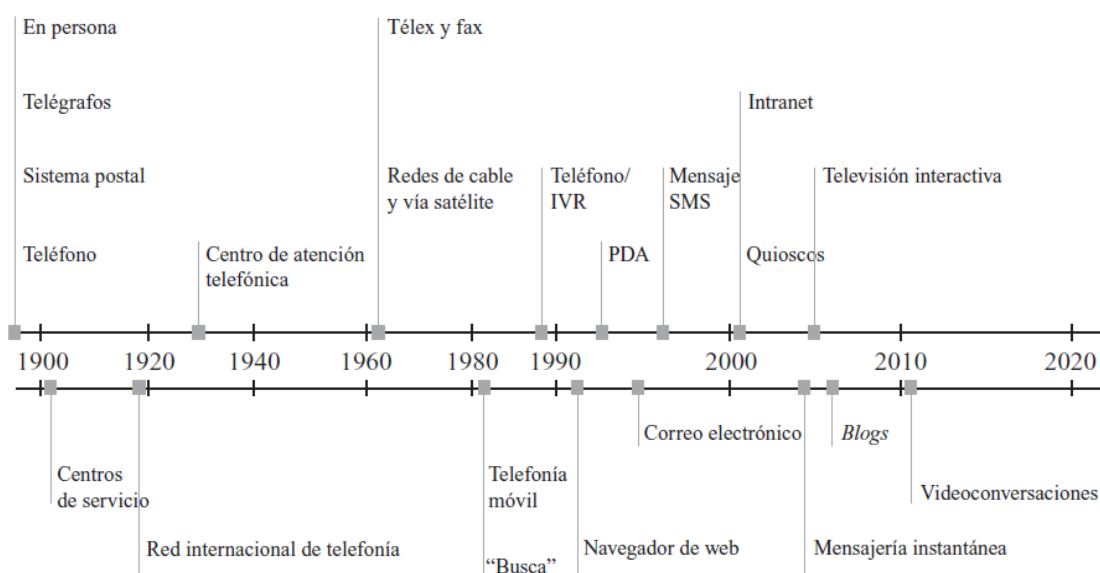 En persona
Télex y fax
Telégrafos
Intranet
Sistema postal
Redes de cable
y vía satélite
Teléfono/
IVR
Mensaje
SMS
Televisión interactiva
Teléfono
Centro de atención
telefónica
PDA
Quioscos
1900 1920 1940 1960 1980 1990 2000 2010 2020
Correo electrónico
Blogs
Centros
de servicio
Telefonía
móvil
Videoconversaciones
Red internacional de telefonía
“Busca”
Navegador de web
Mensajería instantánea